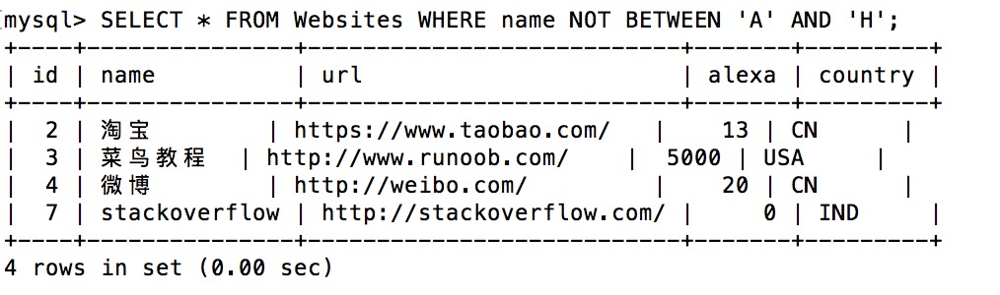 mysql> SELECT * FROM Websites WHERE name NOT BETWEEN 'A' AND 'H';
+----+---------------+---------------------------+-------+---------+
| id | name          | url                       | alexa | country |
+----+---------------+---------------------------+-------+---------+
|  2 | 淘宝        | https://www.taobao.com/   |    13 | CN      |
|  3 | 菜鸟教程  | http://www.runoob.com/    |  5000 | USA     |
|  4 | 微博        | http://weibo.com/         |    20 | CN      |
|  7 | stackoverflow | http://stackoverflow.com/ |     0 | IND     |
+----+---------------+---------------------------+-------+---------+
4 rows in set (0.00 sec)